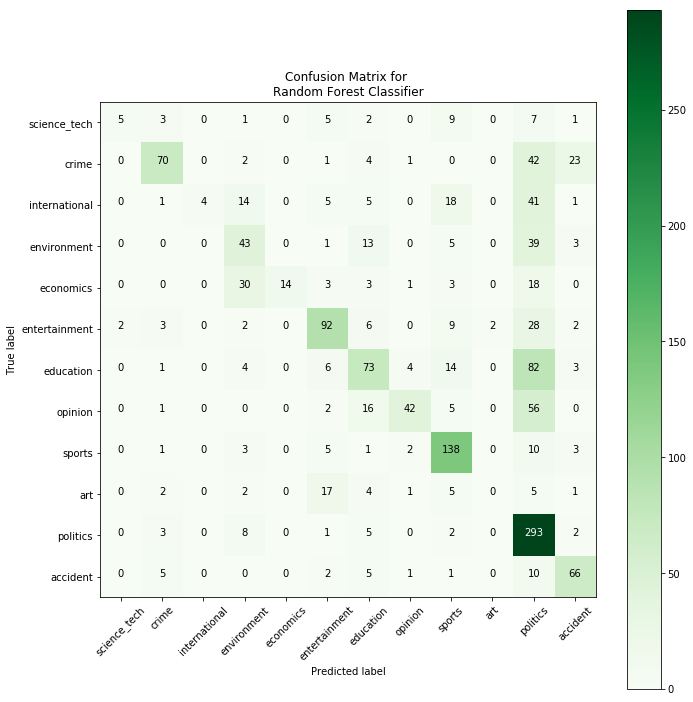 Confusion Matrix for
Random Forest Classifier
True label
science_tech 5 3 0 1 0 5 2 0 9 0 7 1
crime 0 70 0 2 0 1 4 1 0 0 42 23
international 0 1 4 14 0 5 5 0 18 0 41 1
environment 0 0 0 43 0 1 13 0 5 0 39 3
economics 0 0 0 30 14 3 3 1 3 0 18 0
entertainment 2 3 0 2 0 92 6 0 9 2 28 2
education 0 1 0 4 0 6 73 4 14 0 82 3
opinion 0 1 0 0 0 2 16 42 5 0 56 0
sports 0 1 0 3 0 5 1 2 138 0 10 3
art 0 2 0 2 0 17 4 1 5 0 5 1
politics 0 3 0 8 0 1 5 0 2 0 293 2
accident 0 5 0 0 0 2 5 1 1 0 10 66
science_tech crime international environment economics entertainment education opinion sports art politics accident
Predicted label
250
200
150
100
50
0